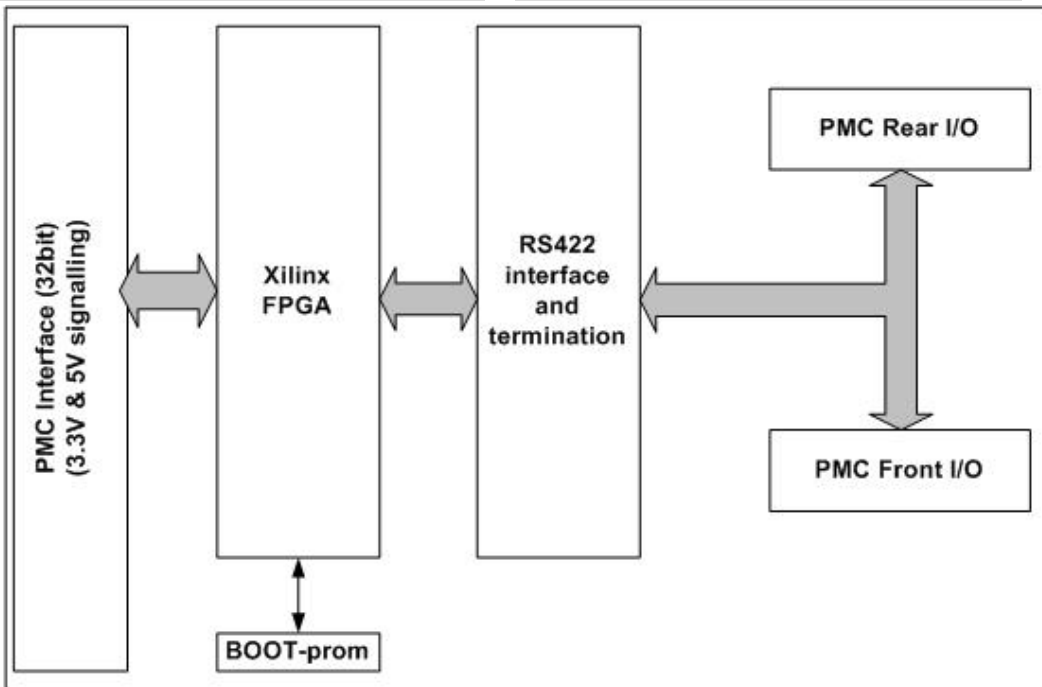 PMC Interface (32bit)
(3.3V & 5V signalling)
Xilinx
FPGA
BOOT-prom
RS422
interface
and
termination
PMC Rear I/O
PMC Front I/O